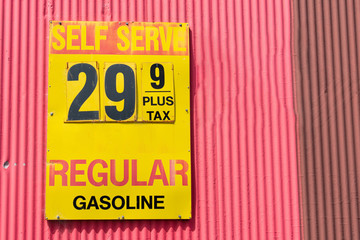 SELF SERVE
29 9
PLUS
TAX
REGULAR
GASOLINE